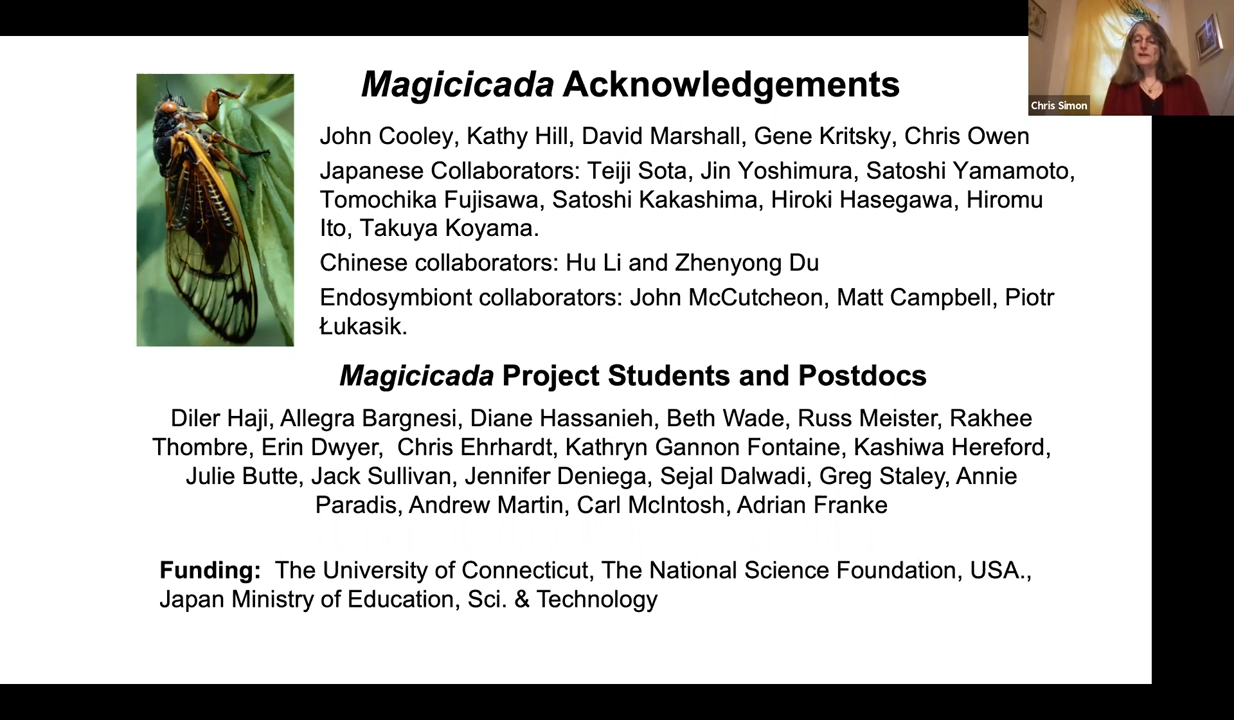 Magicicada Acknowledgements
Chris Simon
John Cooley, Kathy Hill, David Marshall, Gene Kritsky, Chris Owen
Japanese Collaborators: Teiji Sota, Jin Yoshimura, Satoshi Yamamoto,
Tomochika Fujisawa, Satoshi Kakashima, Hiroki Hasegawa, Hiromu
Ito, Takuya Koyama.
Chinese collaborators: Hu Li and Zhenyong Du
Endosymbiont collaborators: John McCutcheon, Matt Campbell, Piotr
Łukasik.
Magicicada Project Students and Postdocs
Diler Haji, Allegra Bargnesi, Diane Hassanieh, Beth Wade, Russ Meister, Rakhee
Thombre, Erin Dwyer,  Chris Ehrhardt, Kathryn Gannon Fontaine, Kashiwa Hereford,
Julie Butte, Jack Sullivan, Jennifer Deniega, Sejal Dalwadi, Greg Staley, Annie
Paradis, Andrew Martin, Carl McIntosh, Adrian Franke
Funding:  The University of Connecticut, The National Science Foundation, USA.,
Japan Ministry of Education, Sci. & Technology